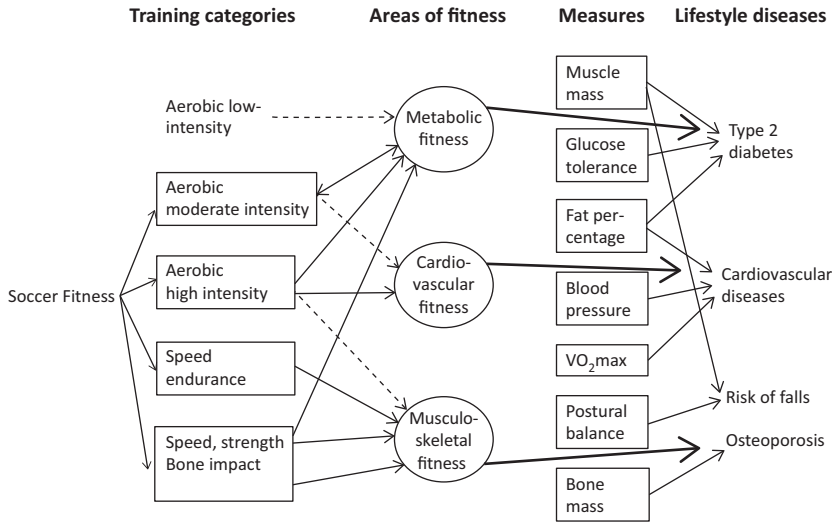 Training categories
Areas of fitness
Measures
Lifestyle diseases
Aerobic low-
intensity
Aerobic
moderate intensity
Soccer Fitness
Aerobic
high intensity
Speed
endurance
Speed, strength
Bone impact
Metabolic
fitness
Cardio-
vascular fitness
Musculo-
skeletal
fitness
Muscle
mass
Glucose
tolerance
Fat per-
centage
Blood
pressure
VO₂max
Postural
balance
Bone
mass
Type 2
diabetes
Cardiovascular
diseases
Risk of falls
Osteoporosis